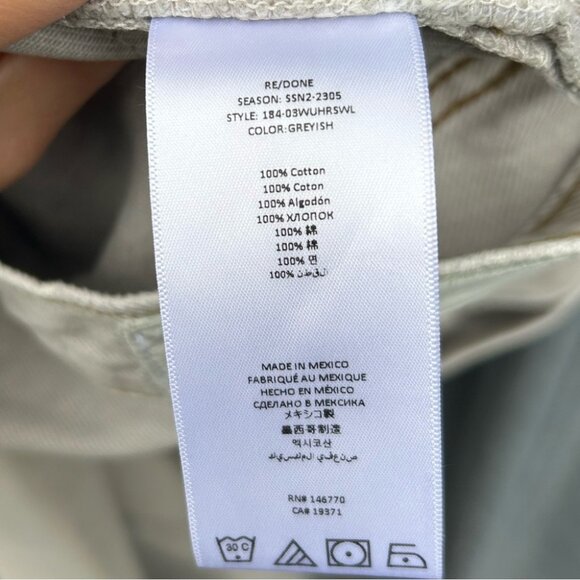 RE/DONE
SEASON: SSN2-2305
STYLE: 184-03WUHRSWL
COLOR:GREYISH
100% Cotton
100% Coton
100% Algodón
100% ХЛОПОК
100% 綿
100% 棉
100% 면
100% القطن
MADE IN MEXICO
FABRIQUÉ AU MEXIQUE
HECHO EN MÉXICO
СДЕЛАНО В МЕКСИКА
メキシコ製
墨西哥制造
멕시코산
RN# 146770
CA# 19371
30 C